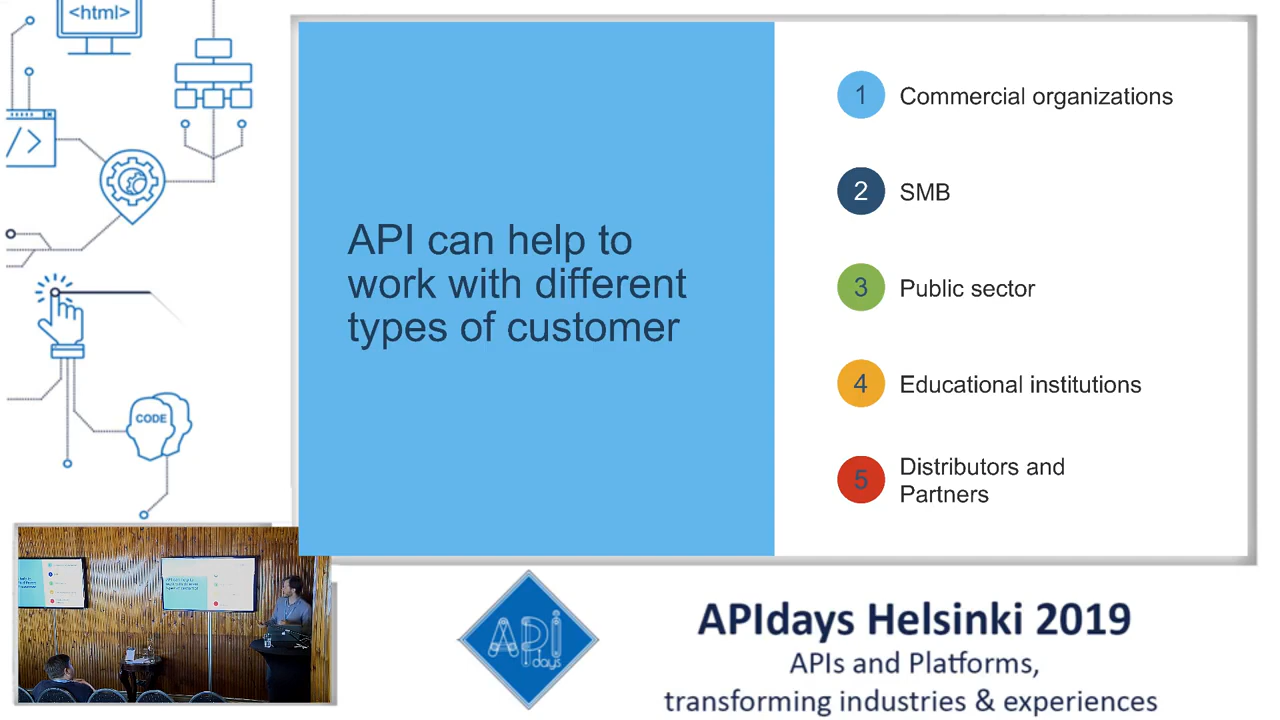 <html>
</>
CODE
API can help to
work with different
types of customer
1 Commercial organizations
2 SMB
3 Public sector
4 Educational institutions
5 Distributors and
Partners
API
days
APIdays Helsinki 2019
APIs and Platforms,
transforming industries & experiences